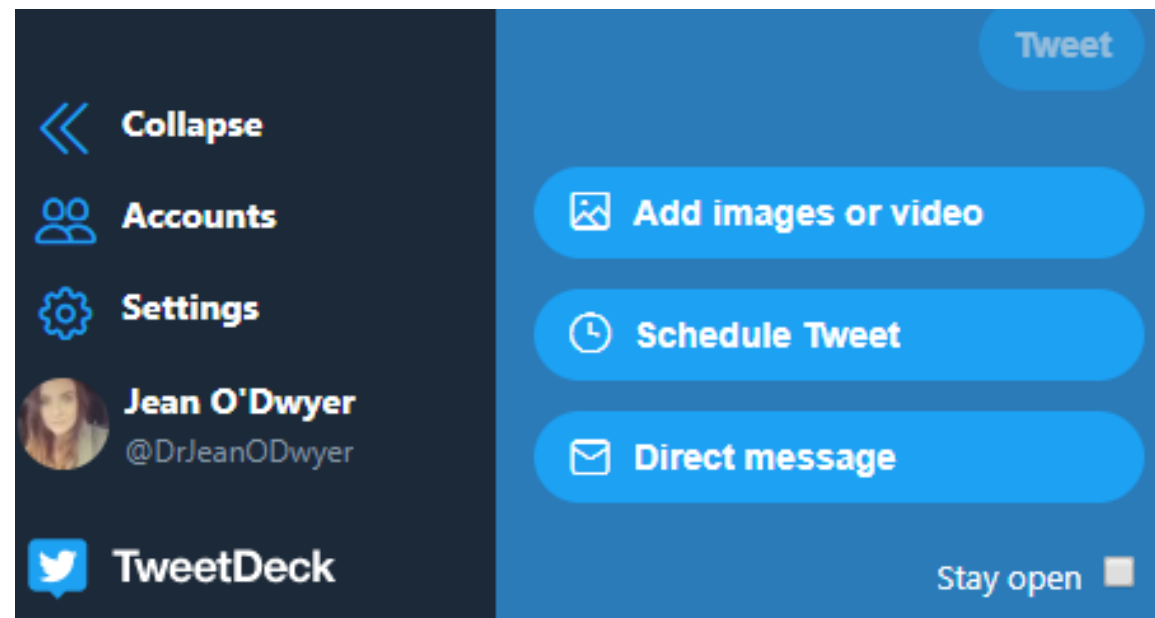 Collapse
Accounts
Settings
Jean O'Dwyer
@DrJeanODwyer
TweetDeck
Tweet
Add images or video
Schedule Tweet
Direct message
Stay open